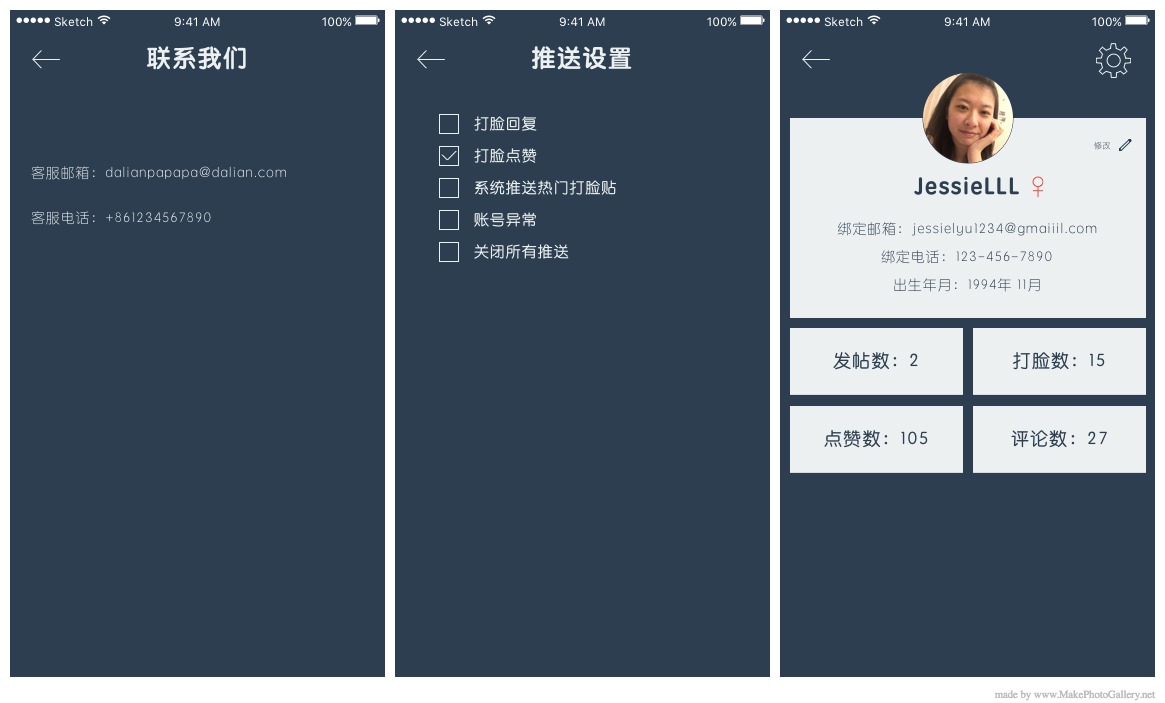 Sketch 9:41 AM 100%
联系我们
客服邮箱：dalianpapapa@dalian.com
客服电话：+861234567890
Sketch 9:41 AM 100%
推送设置
打脸回复
打脸点赞
系统推送热门打脸贴
账号异常
关闭所有推送
Sketch 9:41 AM 100%
修改
JessieLLL
绑定邮箱：jessielyu1234@gmaiiil.com
绑定电话：123-456-7890
出生年月：1994年 11月
发帖数：2
打脸数：15
点赞数：105
评论数：27
made by www.MakePhotoGallery.net